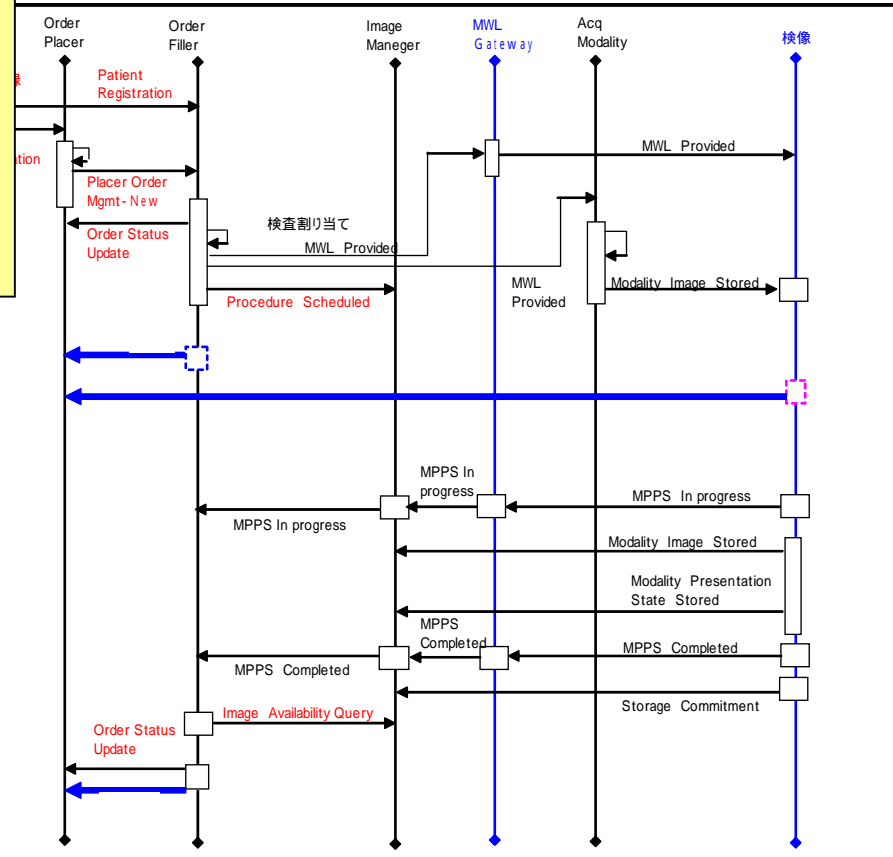 Order
Placer
Order
Filler
Image
Maneger
MWL
Gateway
Acq
Modality
検像
Patient
Registration
MWL Provided
Placer Order
Mgmt-New
検査割り当て
Order Status
Update
MWL Provided
MWL
Provided
Modality Image Stored
Procedure Scheduled
MPPS In
progress
MPPS In progress
MPPS In progress
Modality Image Stored
Modality Presentation
State Stored
MPPS
Completed
MPPS Completed
MPPS Completed
Storage Commitment
Image Availability Query
Order Status
Update